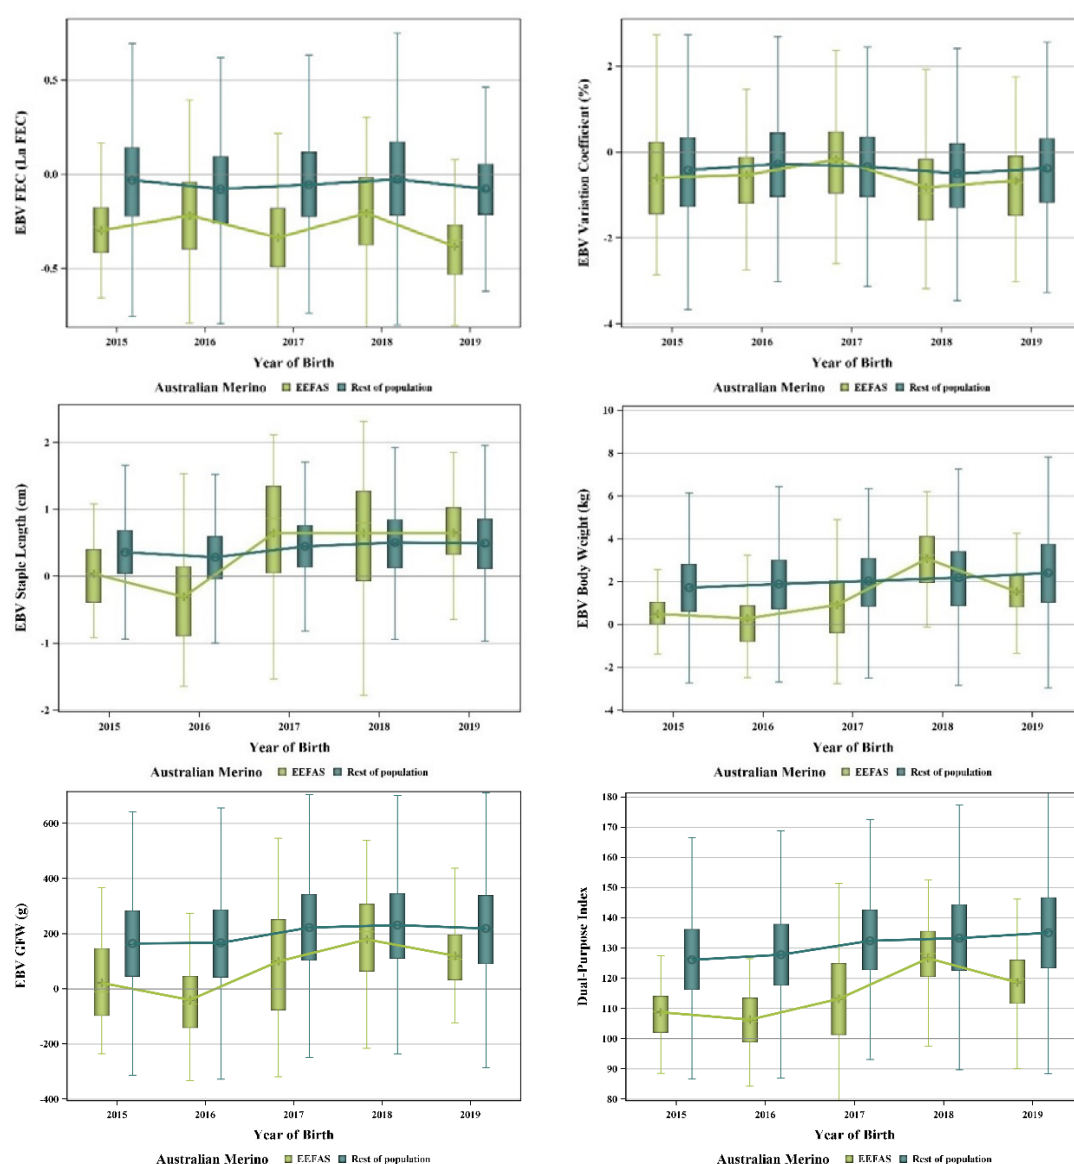 EBV FEC (Ln FEC)
0.5
0.0
-0.5
2015 2016 2017 2018 2019
Year of Birth
Australian Merino EEFAS Rest of population
EBV Variation Coefficient (%)
2
0
-2
-4
2015 2016 2017 2018 2019
Year of Birth
Australian Merino EEFAS Rest of population
EBV Staple Length (cm)
2
1
0
-1
-2
2015 2016 2017 2018 2019
Year of Birth
Australian Merino EEFAS Rest of population
EBV Body Weight (kg)
10
8
6
4
2
0
-2
-4
2015 2016 2017 2018 2019
Year of Birth
Australian Merino EEFAS Rest of population
EBV GFW (g)
600
400
200
0
-200
-400
2015 2016 2017 2018 2019
Year of Birth
Australian Merino EEFAS Rest of population
Dual-Purpose Index
180
170
160
150
140
130
120
110
100
90
80
2015 2016 2017 2018 2019
Year of Birth
Australian Merino EEFAS Rest of population